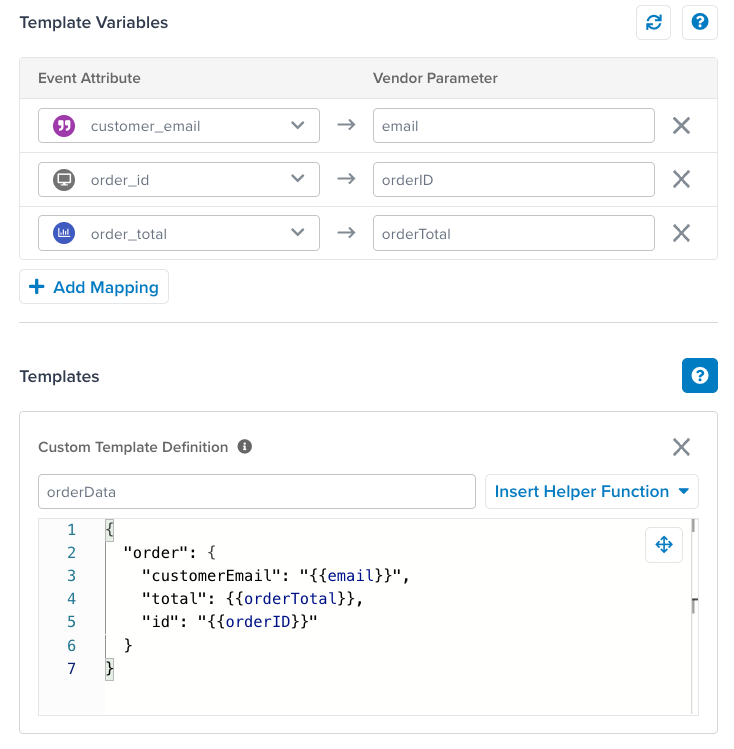 Template Variables
Event Attribute Vendor Parameter
customer_email email
order_id orderID
order_total orderTotal
Add Mapping
Templates
Custom Template Definition
orderData Insert Helper Function
1 {
2 "order": {
3 "customerEmail": "{{email}}",
4 "total": {{orderTotal}},
5 "id": "{{orderID}}"
6 }
7 }